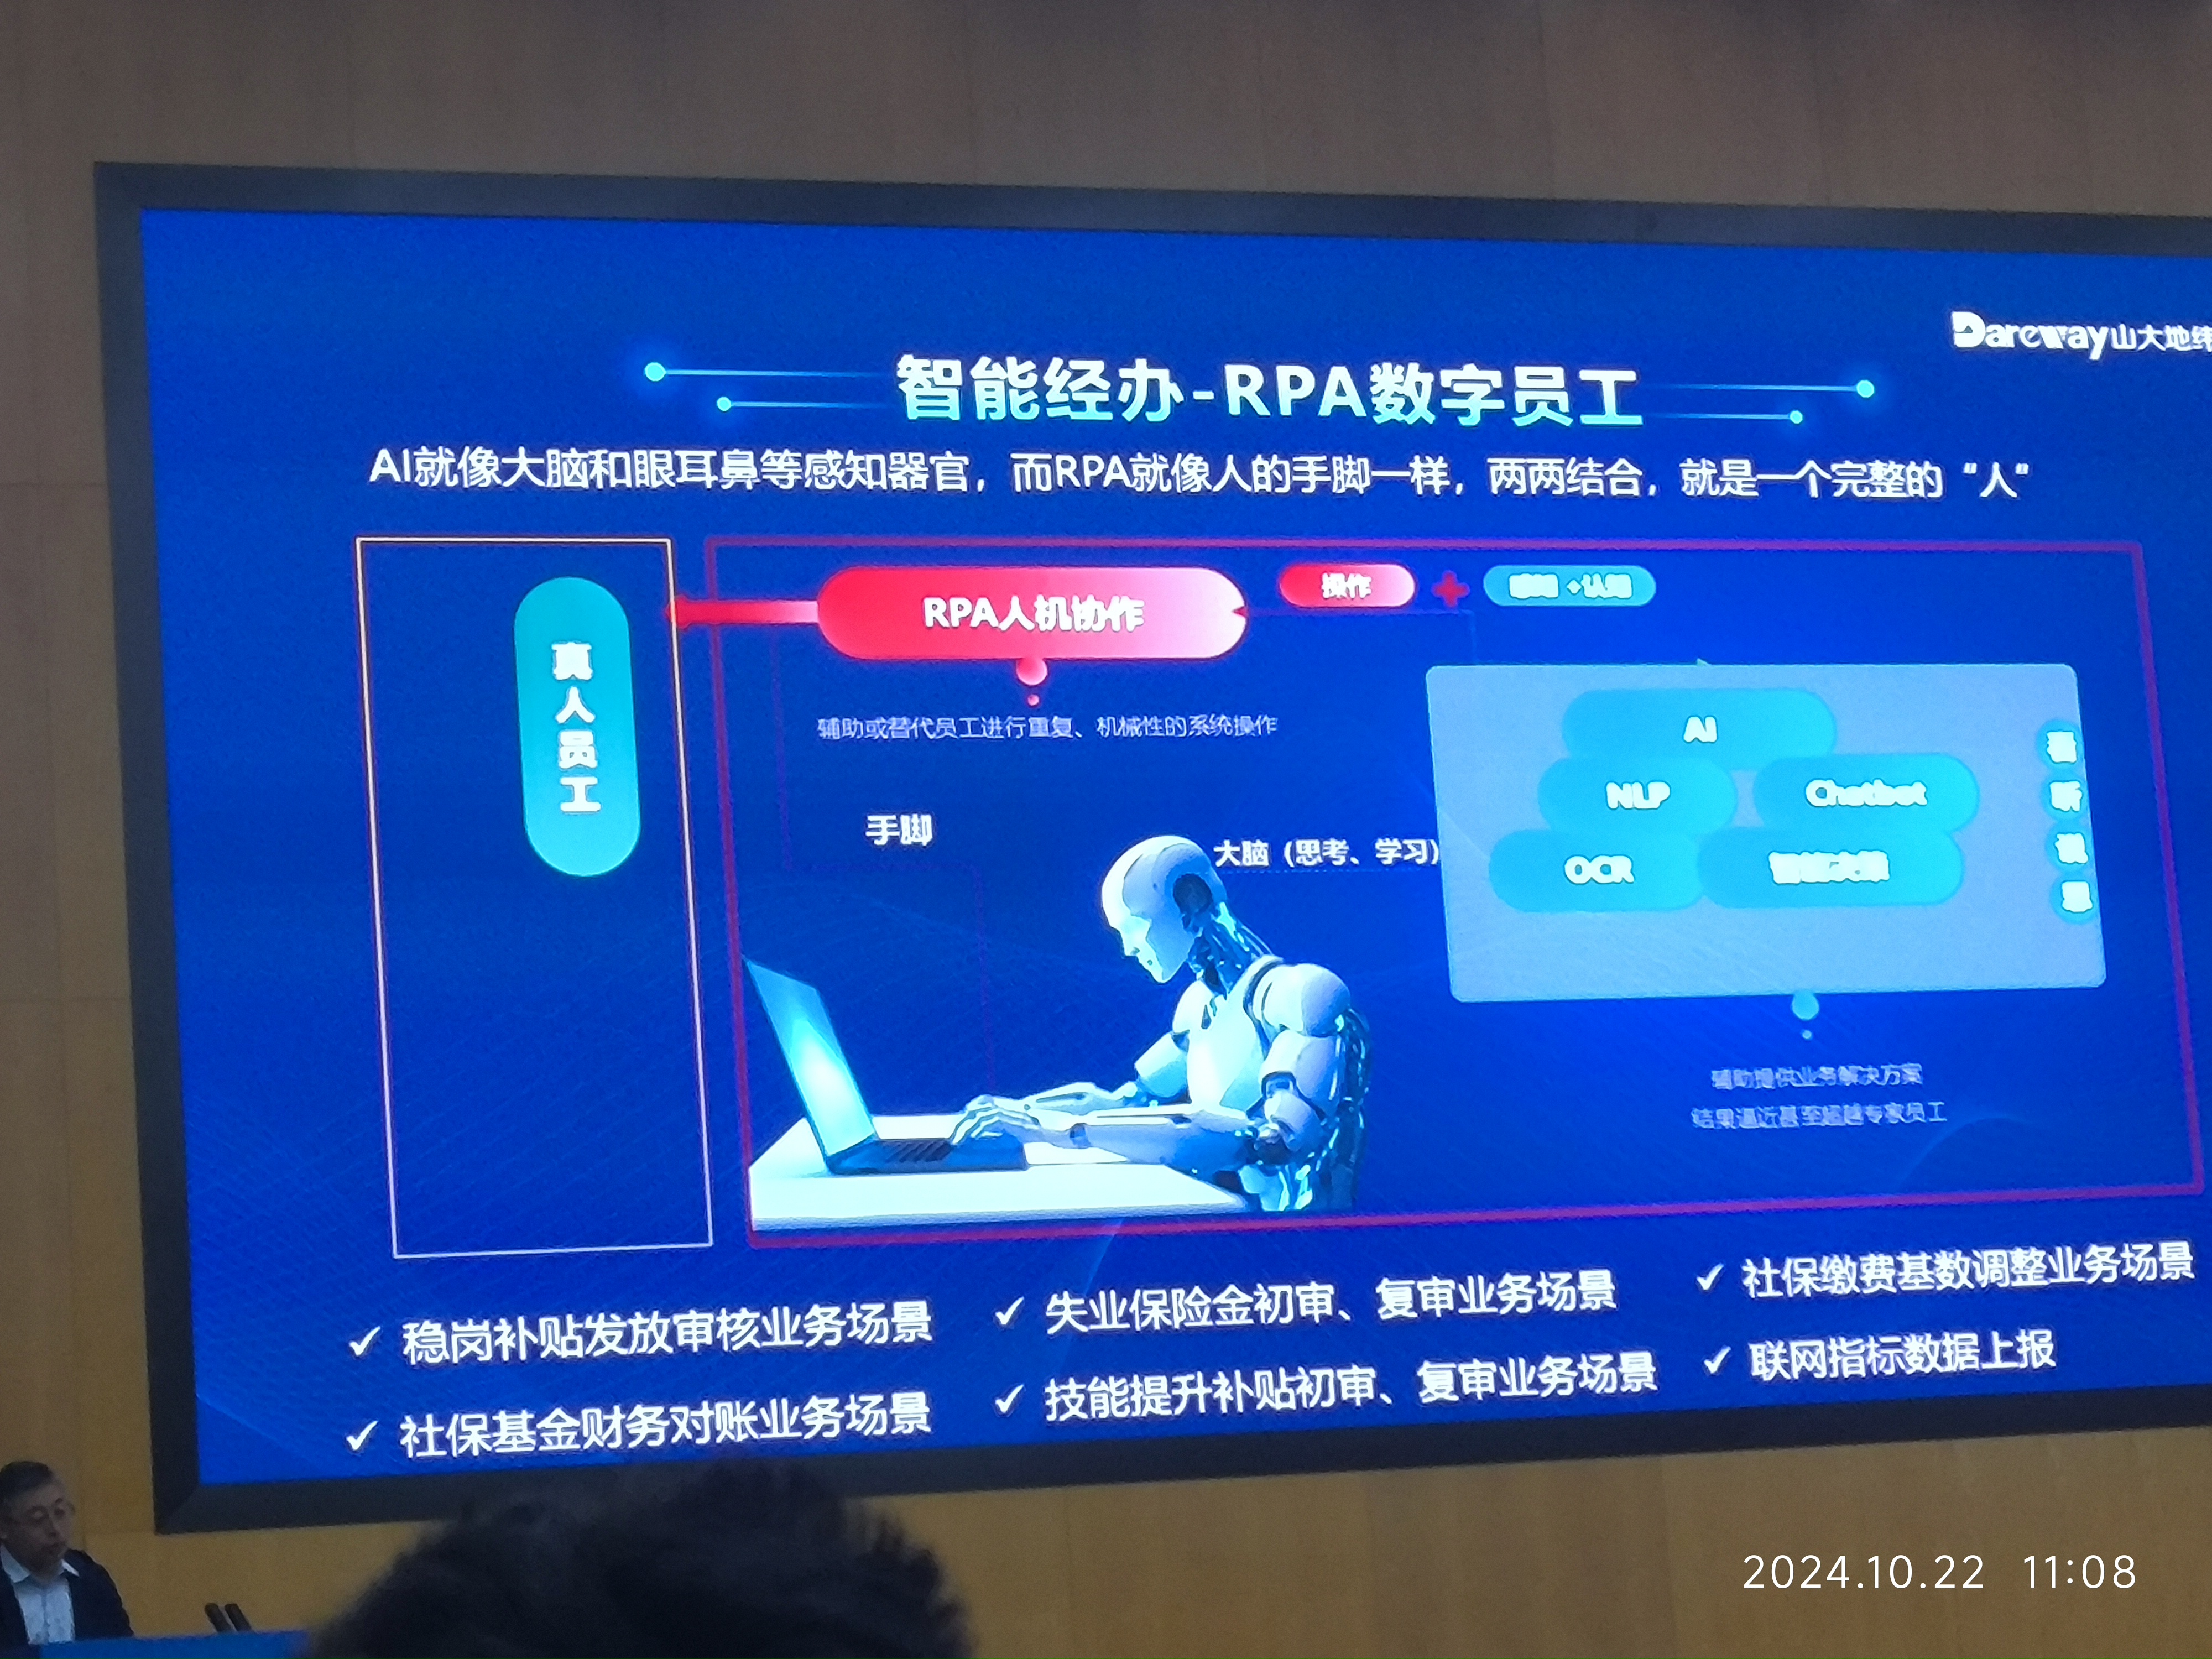 Dareway山大地纬
智能经办-RPA数字员工
AI就像大脑和眼耳鼻等感知器官，而RPA就像人的手脚一样，两两结合，就是一个完整的“人”
真人员工
RPA人机协作
操作
+
辅助或替代员工进行重复、机械性的系统操作
手脚
大脑（思考、学习）
AI
NLP
Chatbot
OCR
智能决策
看
听
说
思
辅助提供业务解决方案
结果逼近甚至超越专家员工
✓ 稳岗补贴发放审核业务场景
✓ 失业保险金初审、复审业务场景
✓ 社保缴费基数调整业务场景
✓ 社保基金财务对账业务场景
✓ 技能提升补贴初审、复审业务场景
✓ 联网指标数据上报
2024.10.22 11:08